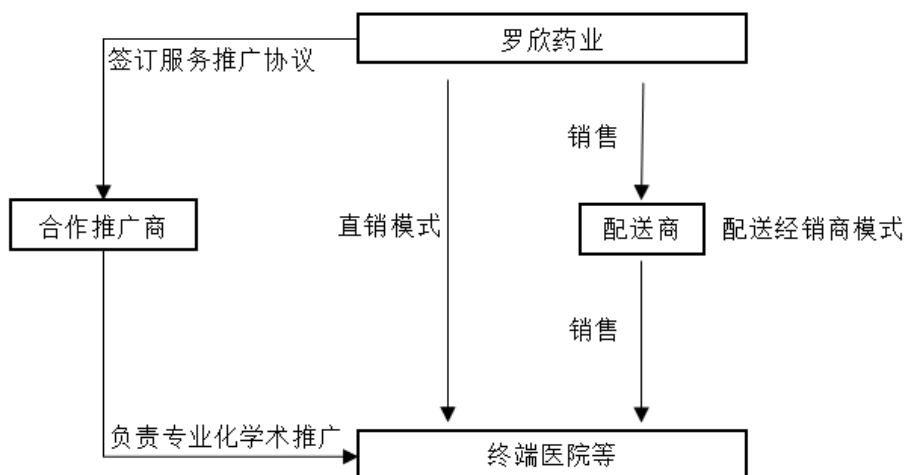 罗欣药业
签订服务推广协议
销售
合作推广商
直销模式
配送商
配送经销商模式
销售
负责专业化学术推广
终端医院等